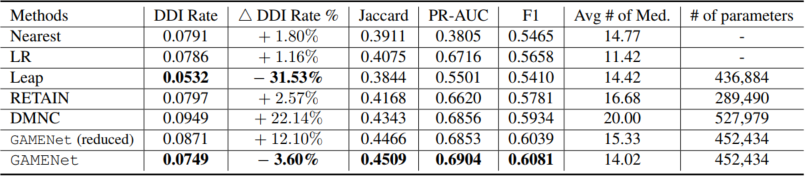 Methods DDI Rate △ DDI Rate % Jaccard PR-AUC F1 Avg # of Med. # of parameters
Nearest 0.0791 + 1.80% 0.3911 0.3805 0.5465 14.77 -
LR 0.0786 + 1.16% 0.4075 0.6716 0.5658 11.42 -
Leap 0.0532 − 31.53% 0.3844 0.5501 0.5410 14.42 436,884
RETAIN 0.0797 + 2.57% 0.4168 0.6620 0.5781 16.68 289,490
DMNC 0.0949 + 22.14% 0.4343 0.6856 0.5934 20.00 527,979
GAMENet (reduced) 0.0871 + 12.10% 0.4466 0.6853 0.6039 15.33 452,434
GAMENet 0.0749 − 3.60% 0.4509 0.6904 0.6081 14.02 452,434